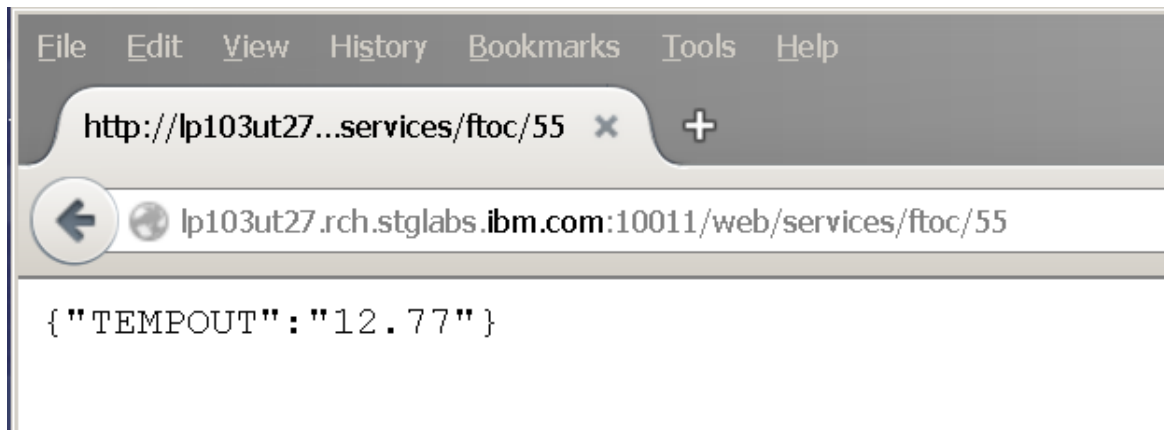 File Edit View History Bookmarks Tools Help
http://lp103ut27...services/ftoc/55
lp103ut27.rch.stglabs.ibm.com:10011/web/services/ftoc/55
{"TEMPOUT":"12.77"}